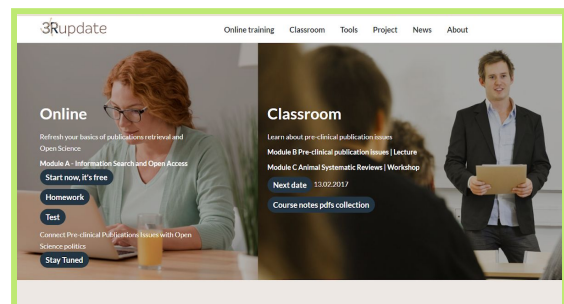 3Rupdate
Online training Classroom Tools Project News About
Online
Refresh your basics of publications retrieval and
Open Science
Module A - Information Search and Open Access
Start now, it's free
Homework
Test
Connect Pre-clinical Publications Issues with Open
Science politics
Stay Tuned
Classroom
Learn about pre-clinical publication issues
Module B Pre-clinical publication issues | Lecture
Module C Animal Systematic Reviews | Workshop
Next date 13.02.2017
Course notes pdfs collection